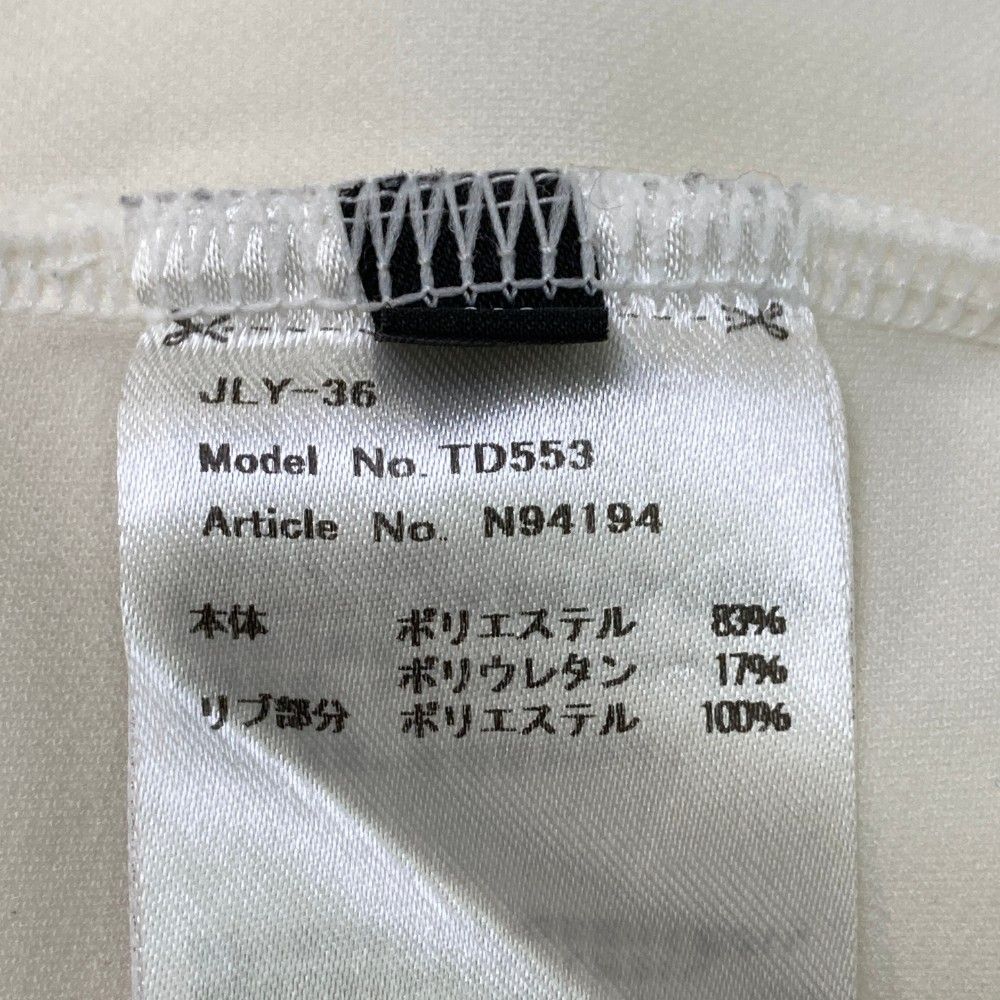 JLY-36
Model No. TD553
Article No. N94194
本体 ポリエステル 83%
ポリウレタン 17%
リブ部分 ポリエステル 100%